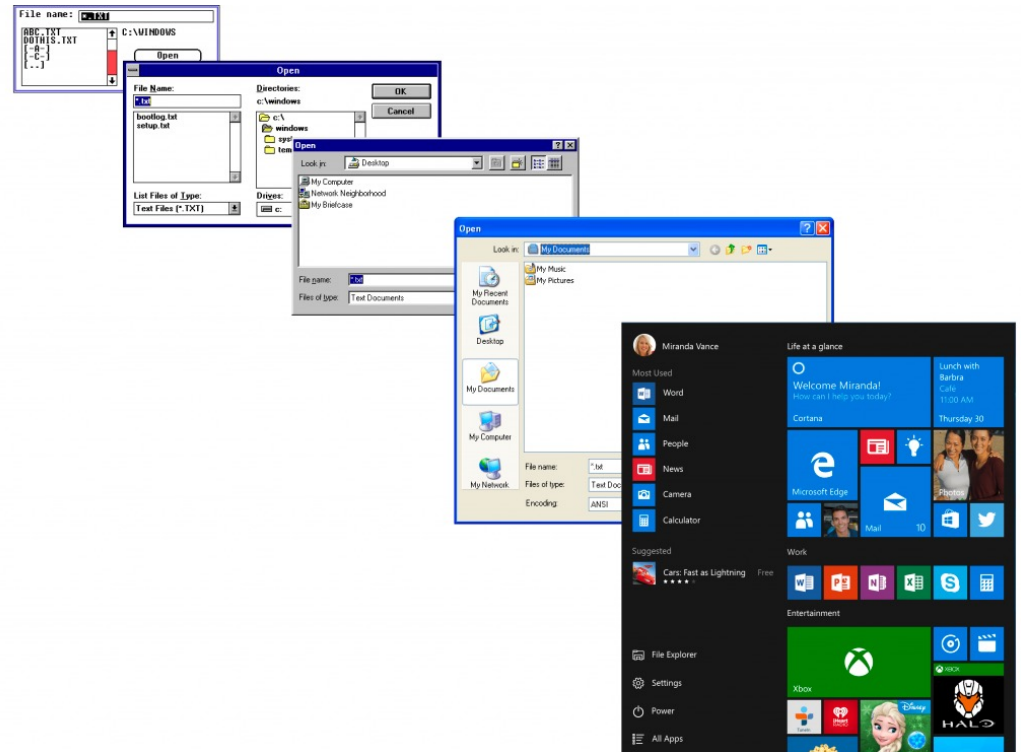 File name: *.TXT
ABC.TXT
DOTHIS.TXT
[-A-]
[-C-]
[..]
C:\WINDOWS
Open
Open
File Name:
*.txt
bootlog.txt
setup.txt
List Files of Type:
Text Files (*.TXT)
Directories:
c:\windows
c:\
windows
syst
tem
Drives:
c:
OK
Cancel
Open
Look in: Desktop
My Computer
Network Neighborhood
My Briefcase
File name: *.txt
Files of type: Text Documents
Open
Look in: My Documents
My Recent
Documents
Desktop
My Documents
My Computer
My Network
My Music
My Pictures
File name: *.txt
Files of type: Text Doc
Encoding: ANSI
Miranda Vance
Most Used
Word
Mail
People
News
Camera
Calculator
Suggested
Cars: Fast as Lightning Free
File Explorer
Settings
Power
All Apps
Life at a glance
Welcome Miranda!
How can I help you today?
Cortana
Lunch with
Barbra
Café
11:00 AM
Thursday 30
Microsoft Edge
Mail 10
Photos
Work
Entertainment
Xbox
XBOX
iHeart
RADIO
Disney
HALO